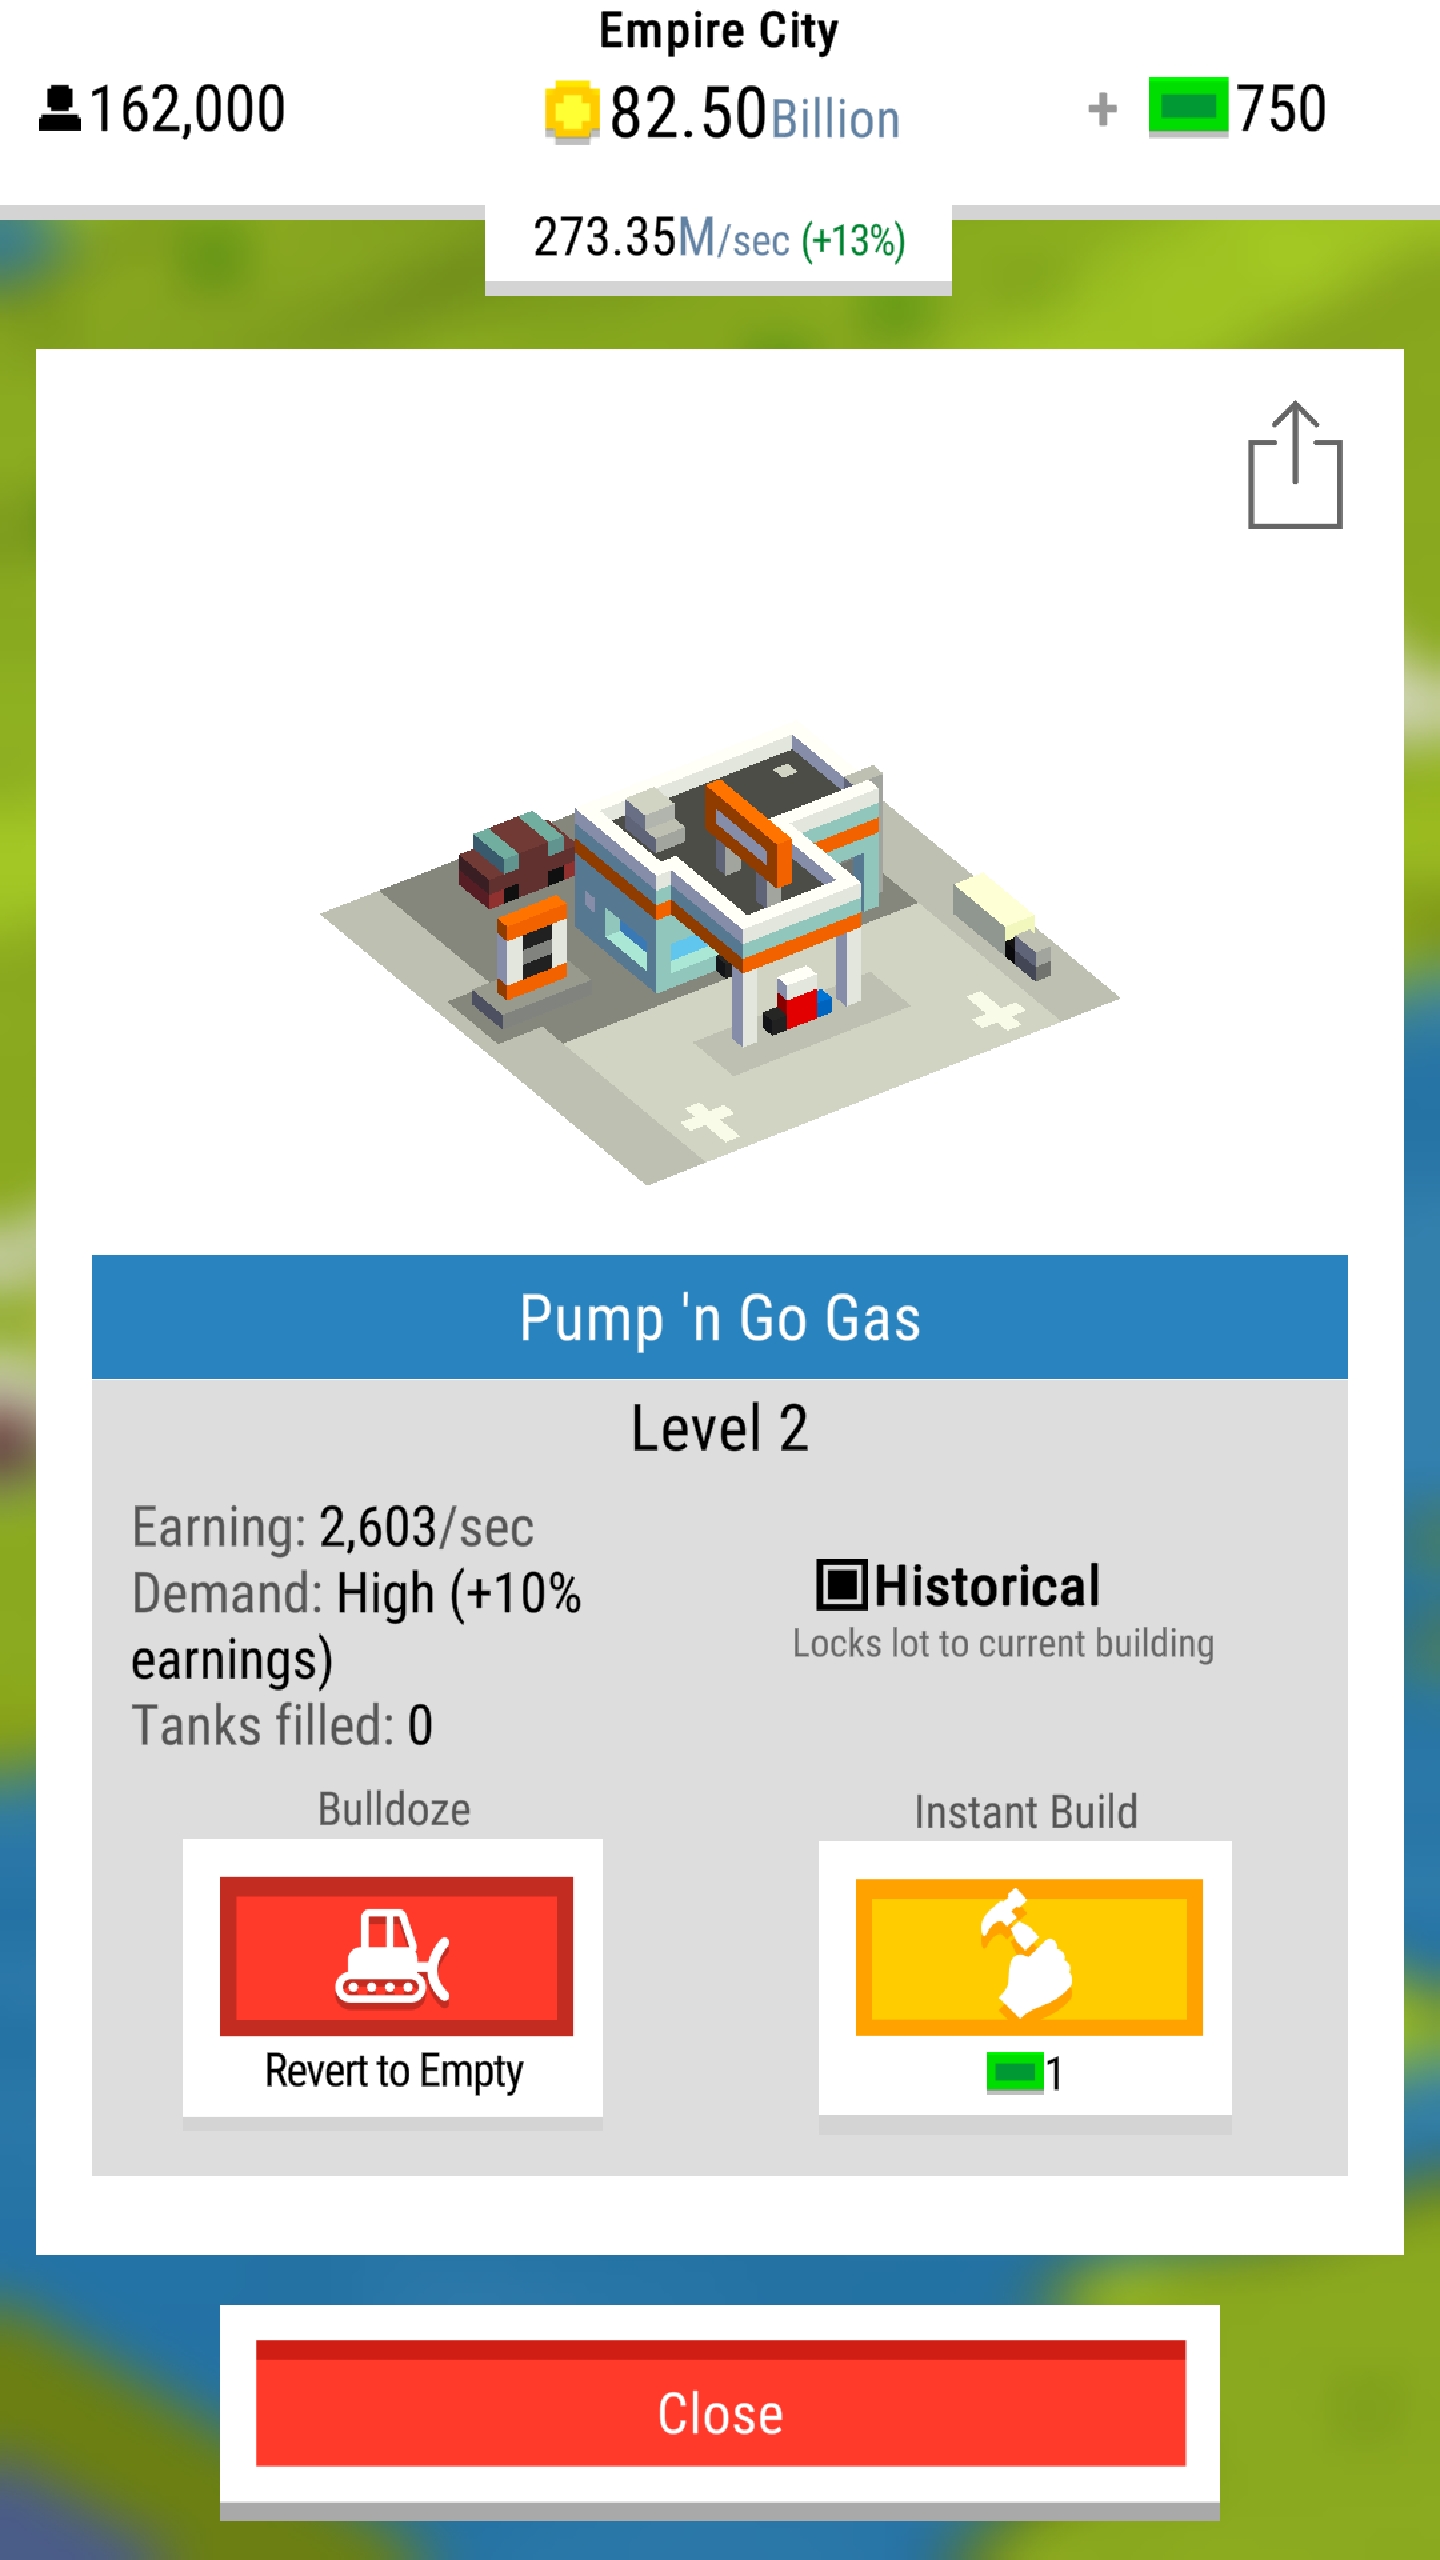 Empire City
162,000
82.50Billion
+ 750
273.35M/sec (+13%)
Pump 'n Go Gas
Level 2
Earning: 2,603/sec
Demand: High (+10%
earnings)
Tanks filled: 0
Historical
Locks lot to current building
Bulldoze
Revert to Empty
Instant Build
1
Close